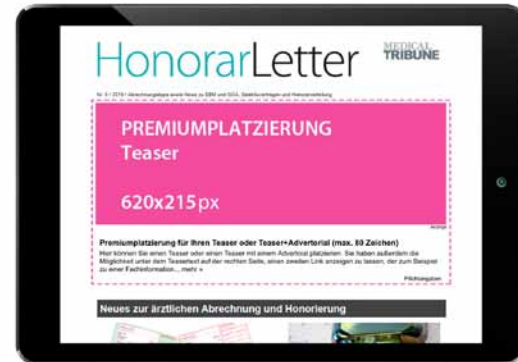 HonorarLetter
MEDICAL
TRIBUNE
PREMIUMPLATZIERUNG
Teaser
620x215px
Anzeige
Premiumplatzierung für Ihren Teaser oder Teaser+Advertorial (max. 80 Zeichen)
Hier können Sie einen Teaser oder einen Teaser mit einem Advertorial platzieren. Sie haben außerdem die
Möglichkeit unter dem Teasertext auf der rechten Seite, einen zweiten Link anzeigen zu lassen, der zum Beispiel
zu einer Fachinformation... mehr »
Pflichtangaben
Neues zur ärztlichen Abrechnung und Honorierung